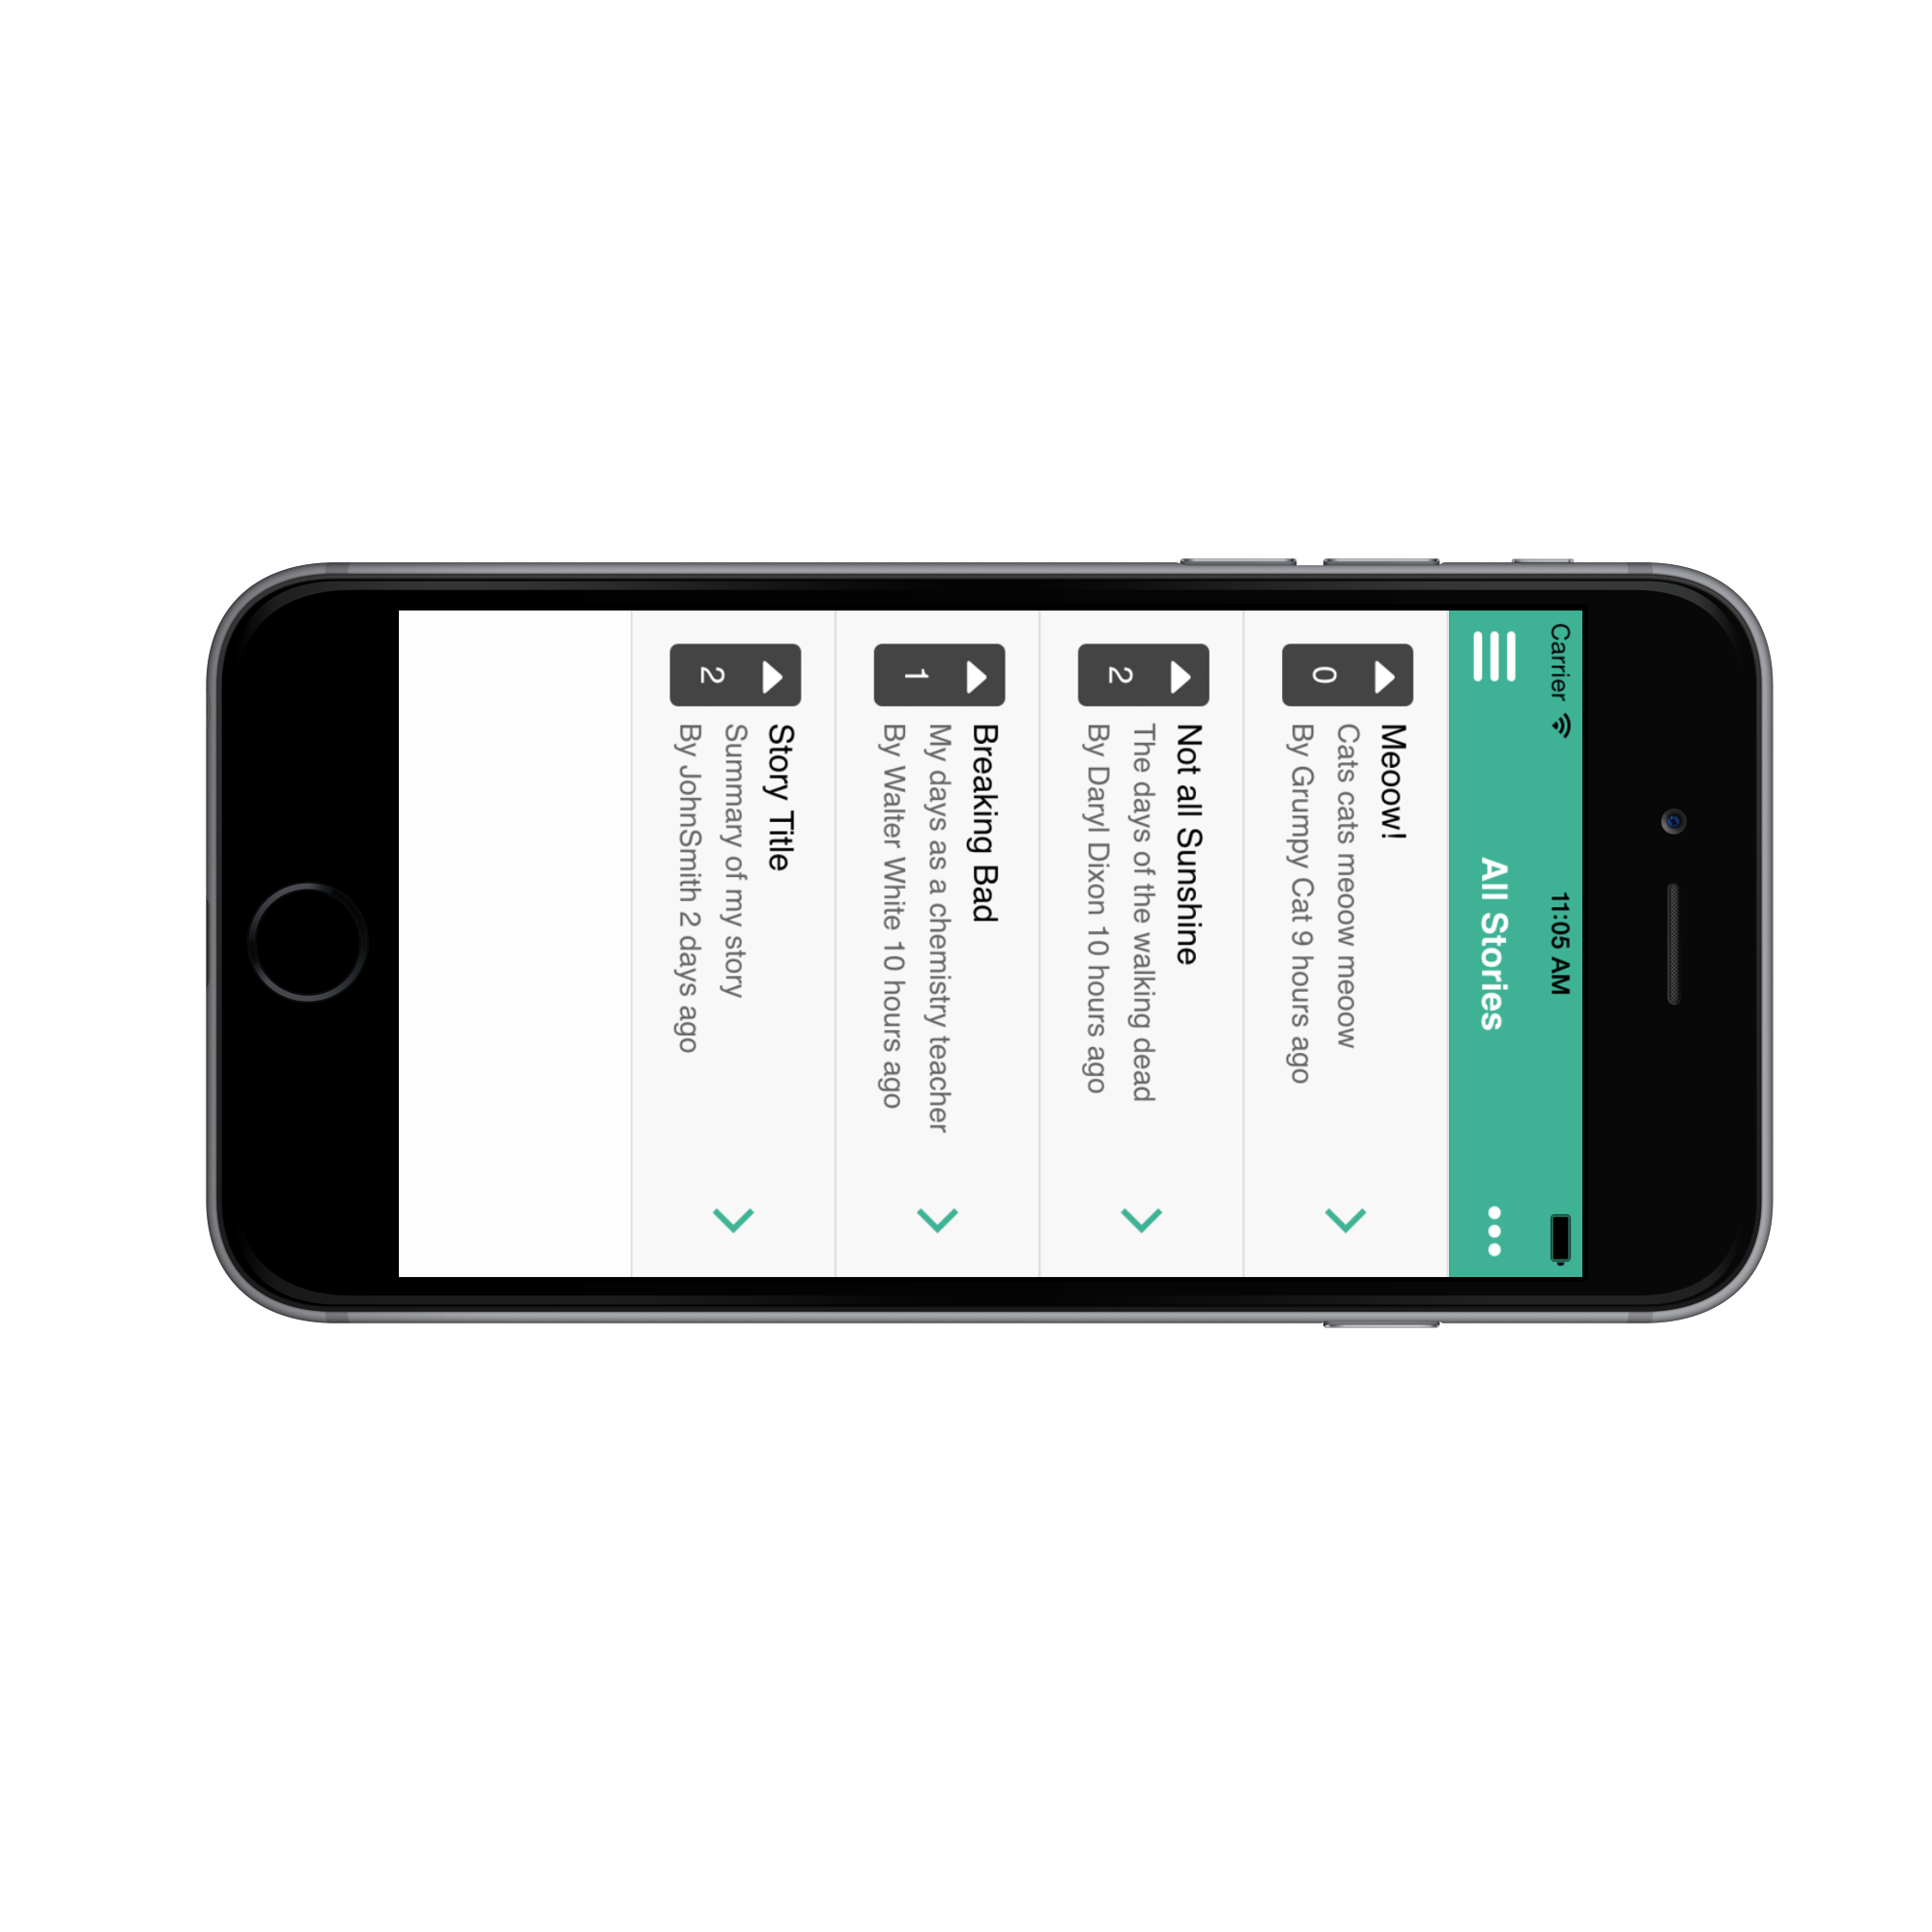 Carrier 11:05 AM
All Stories
0
Meoow!
Cats cats meoow meoow
By Grumpy Cat 9 hours ago
2
Not all Sunshine
The days of the walking dead
By Daryl Dixon 10 hours ago
1
Breaking Bad
My days as a chemistry teacher
By Walter White 10 hours ago
2
Story Title
Summary of my story
By JohnSmith 2 days ago